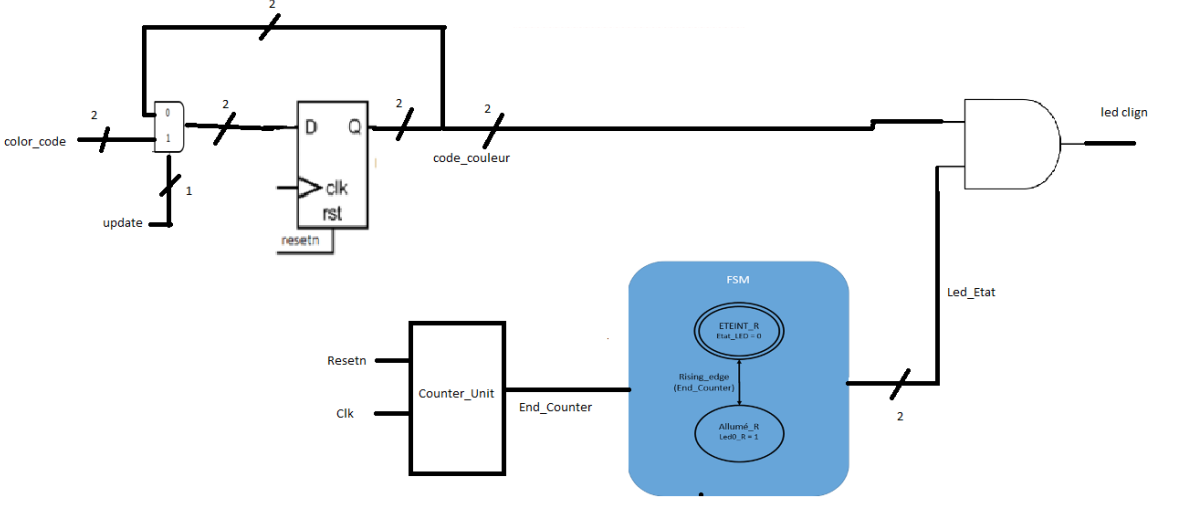 2
2
color_code
0
1
2
1
update
D
Q
clk
rst
resetn
2
2
code_couleur
led clign
Led_Etat
2
Resetn
Clk
Counter_Unit
End_Counter
FSM
ETEINT_R
Etat_LED = 0
Rising_edge
(End_Counter)
Allumé_R
Led0_R = 1